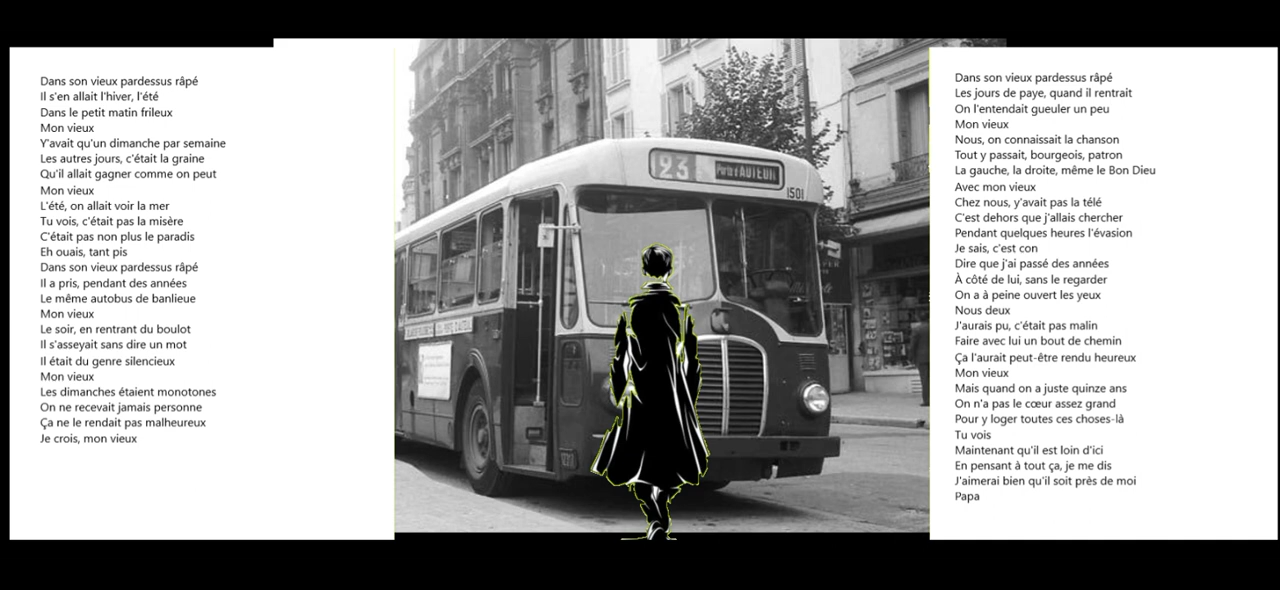 Dans son vieux pardessus râpé
Il s'en allait l'hiver, l'été
Dans le petit matin frileux
Mon vieux
Y'avait qu'un dimanche par semaine
Les autres jours, c'était la graine
Qu'il allait gagner comme on peut
Mon vieux
L'été, on allait voir la mer
Tu vois, c'était pas la misère
C'était pas non plus le paradis
Eh ouais, tant pis
Dans son vieux pardessus râpé
Il a pris, pendant des années
Le même autobus de banlieue
Mon vieux
Le soir, en rentrant du boulot
Il s'asseyait sans dire un mot
Il était du genre silencieux
Mon vieux
Les dimanches étaient monotones
On ne recevait jamais personne
Ça ne le rendait pas malheureux
Je crois, mon vieux
123
Porte d'AUTEUIL
1501
Dans son vieux pardessus râpé
Les jours de paye, quand il rentrait
On l'entendait gueuler un peu
Mon vieux
Nous, on connaissait la chanson
Tout y passait, bourgeois, patron
La gauche, la droite, même le Bon Dieu
Avec mon vieux
Chez nous, y'avait pas la télé
C'est dehors que j'allais chercher
Pendant quelques heures l'évasion
Je sais, c'est con
Dire que j'ai passé des années
À côté de lui, sans le regarder
On a à peine ouvert les yeux
Nous deux
J'aurais pu, c'était pas malin
Faire avec lui un bout de chemin
Ça l'aurait peut-être rendu heureux
Mon vieux
Mais quand on a juste quinze ans
On n'a pas le cœur assez grand
Pour y loger toutes ces choses-là
Tu vois
Maintenant qu'il est loin d'ici
En pensant à tout ça, je me dis
J'aimerai bien qu'il soit près de moi
Papa